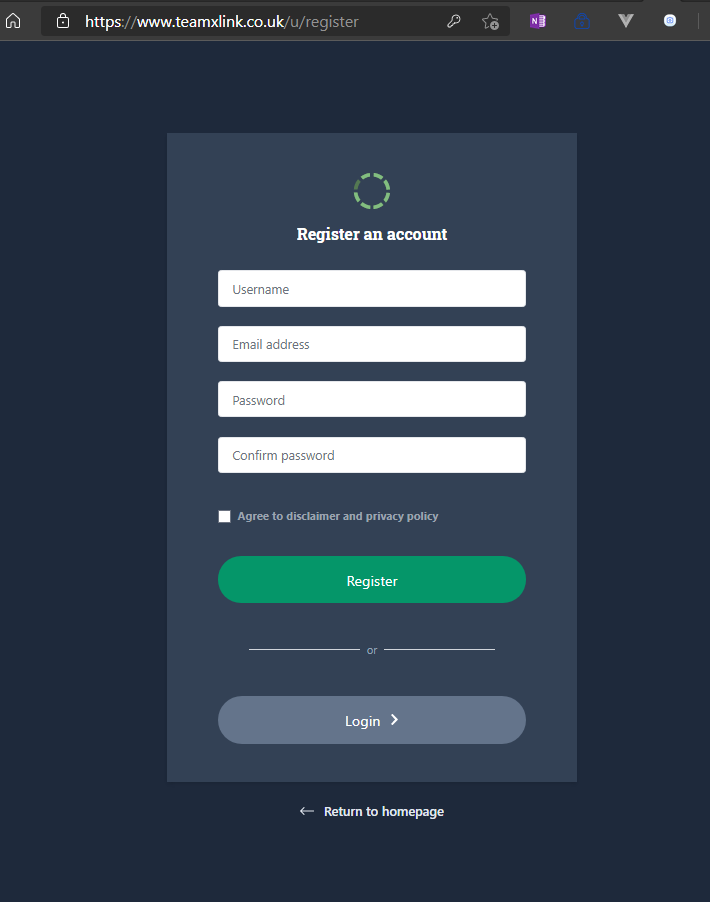 https://www.teamxlink.co.uk/u/register
N
Register an account
Username
Email address
Password
Confirm password
Agree to disclaimer and privacy policy
Register
or
Login
Return to homepage